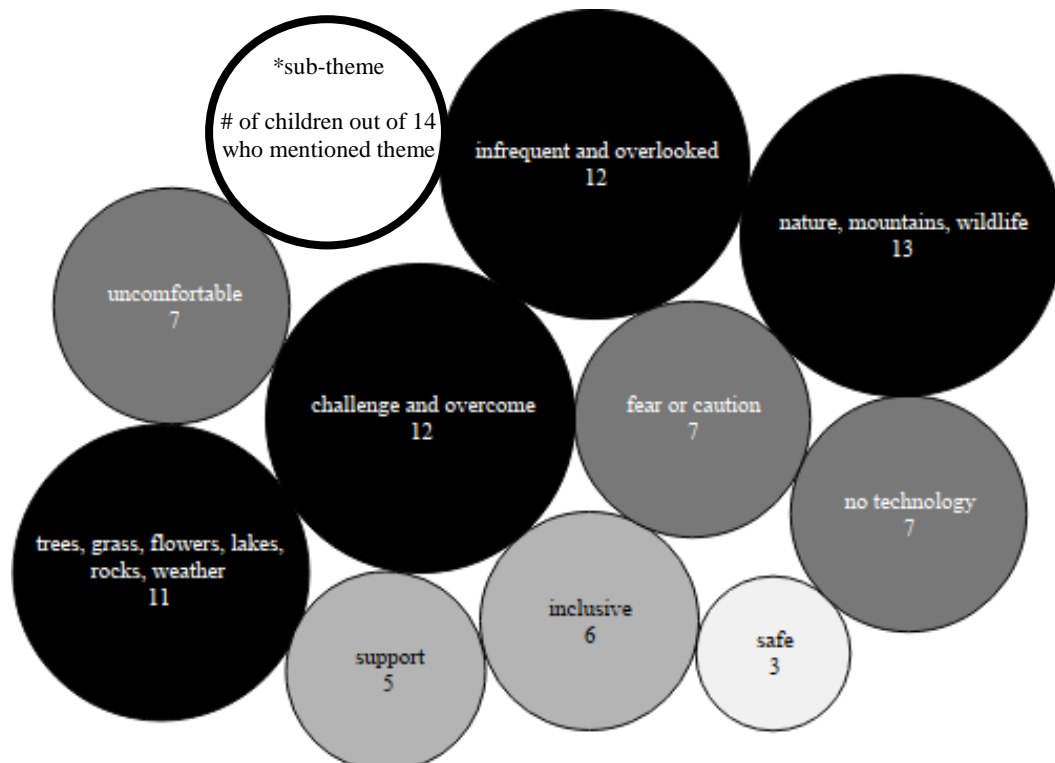 *sub-theme
# of children out of 14
who mentioned theme
infrequent and overlooked
12
nature, mountains, wildlife
13
uncomfortable
7
challenge and overcome
12
fear or caution
7
no technology
7
trees, grass, flowers, lakes,
rocks, weather
11
inclusive
6
safe
3
support
5